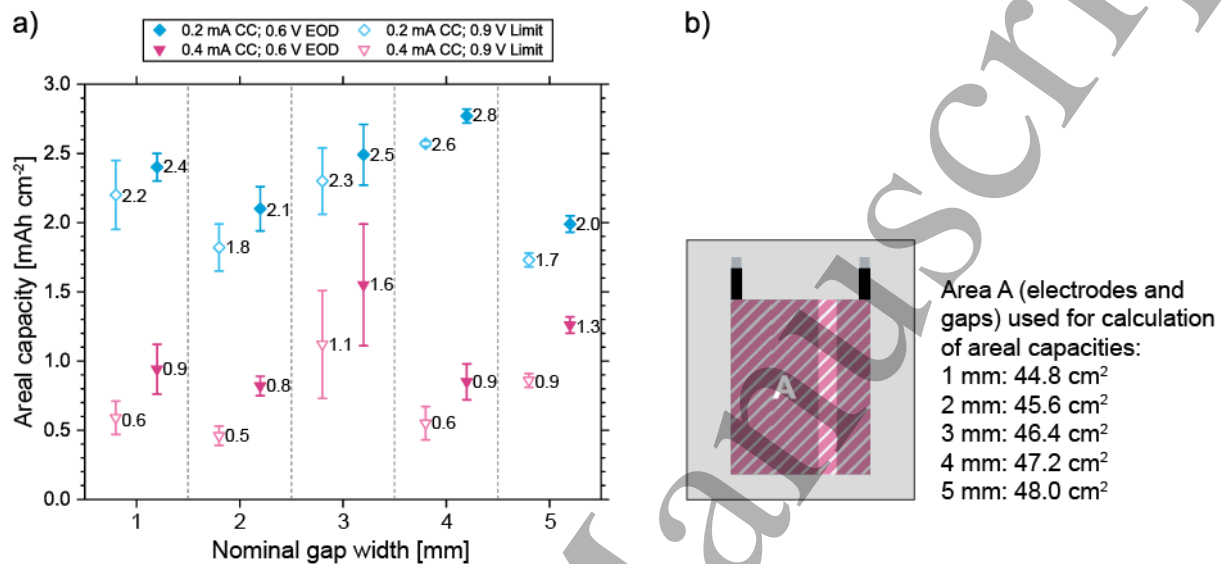 a)
0.2 mA CC; 0.6 V EOD
0.2 mA CC; 0.9 V Limit
0.4 mA CC; 0.6 V EOD
0.4 mA CC; 0.9 V Limit
Areal capacity [mAh cm⁻²]
3.0
2.5
2.0
1.5
1.0
0.5
0.0
2.2
2.4
0.6
0.9
1.8
2.1
0.5
0.8
2.3
2.5
1.1
1.6
2.6
2.8
0.6
0.9
1.7
2.0
0.9
1.3
1
2
3
4
5
Nominal gap width [mm]
b)
A
Area A (electrodes and
gaps) used for calculation
of areal capacities:
1 mm: 44.8 cm²
2 mm: 45.6 cm²
3 mm: 46.4 cm²
4 mm: 47.2 cm²
5 mm: 48.0 cm²